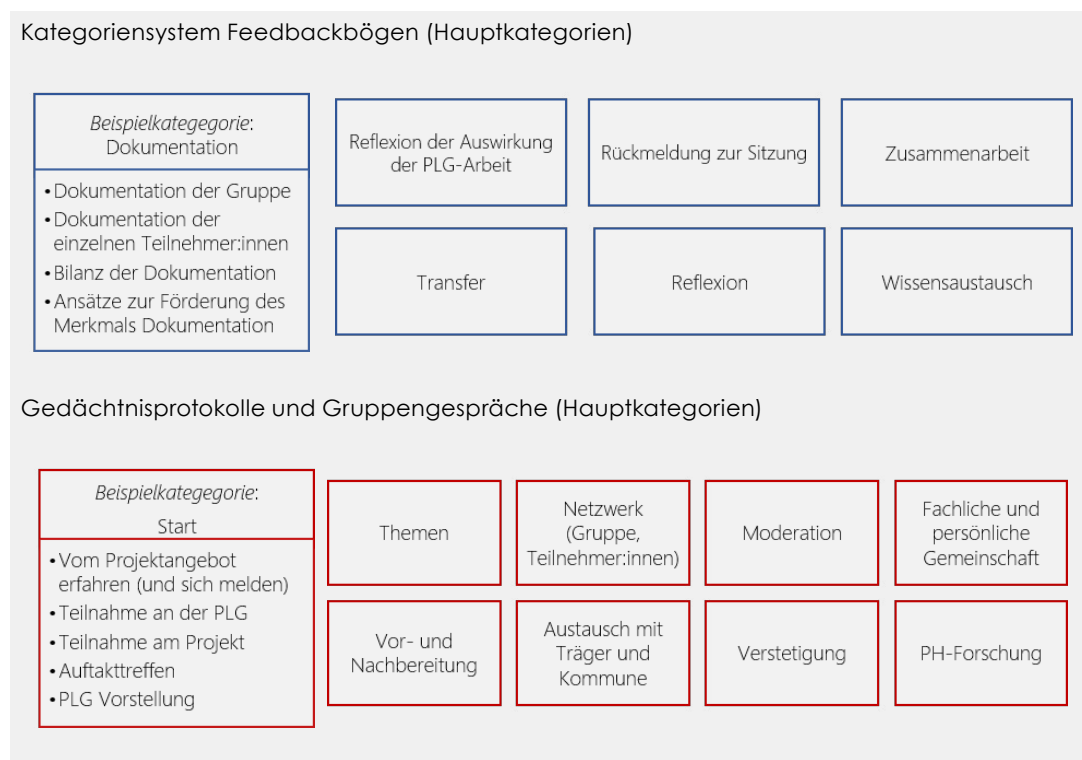 Kategoriensystem Feedbackbögen (Hauptkategorien)
Beispielkategegorie:
Dokumentation
• Dokumentation der Gruppe
• Dokumentation der
einzelnen Teilnehmer:innen
• Bilanz der Dokumentation
• Ansätze zur Förderung des
Merkmals Dokumentation
Reflexion der Auswirkung
der PLG-Arbeit
Rückmeldung zur Sitzung
Zusammenarbeit
Transfer
Reflexion
Wissensaustausch
Gedächtnisprotokolle und Gruppengespräche (Hauptkategorien)
Beispielkategegorie:
Start
• Vom Projektangebot
erfahren (und sich melden)
• Teilnahme an der PLG
• Teilnahme am Projekt
• Auftakttreffen
• PLG Vorstellung
Themen
Netzwerk
(Gruppe,
Teilnehmer:innen)
Moderation
Fachliche und
persönliche
Gemeinschaft
Vor- und
Nachbereitung
Austausch mit
Träger und
Kommune
Verstetigung
PH-Forschung